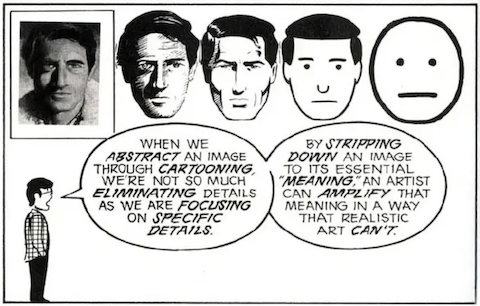 WHEN WE
ABSTRACT AN IMAGE
THROUGH CARTOONING,
WE'RE NOT SO MUCH
ELIMINATING DETAILS
AS WE ARE FOCUSING
ON SPECIFIC
DETAILS.
BY STRIPPING
DOWN AN IMAGE
TO ITS ESSENTIAL
"MEANING," AN ARTIST
CAN AMPLIFY THAT
MEANING IN A WAY
THAT REALISTIC
ART CAN'T.